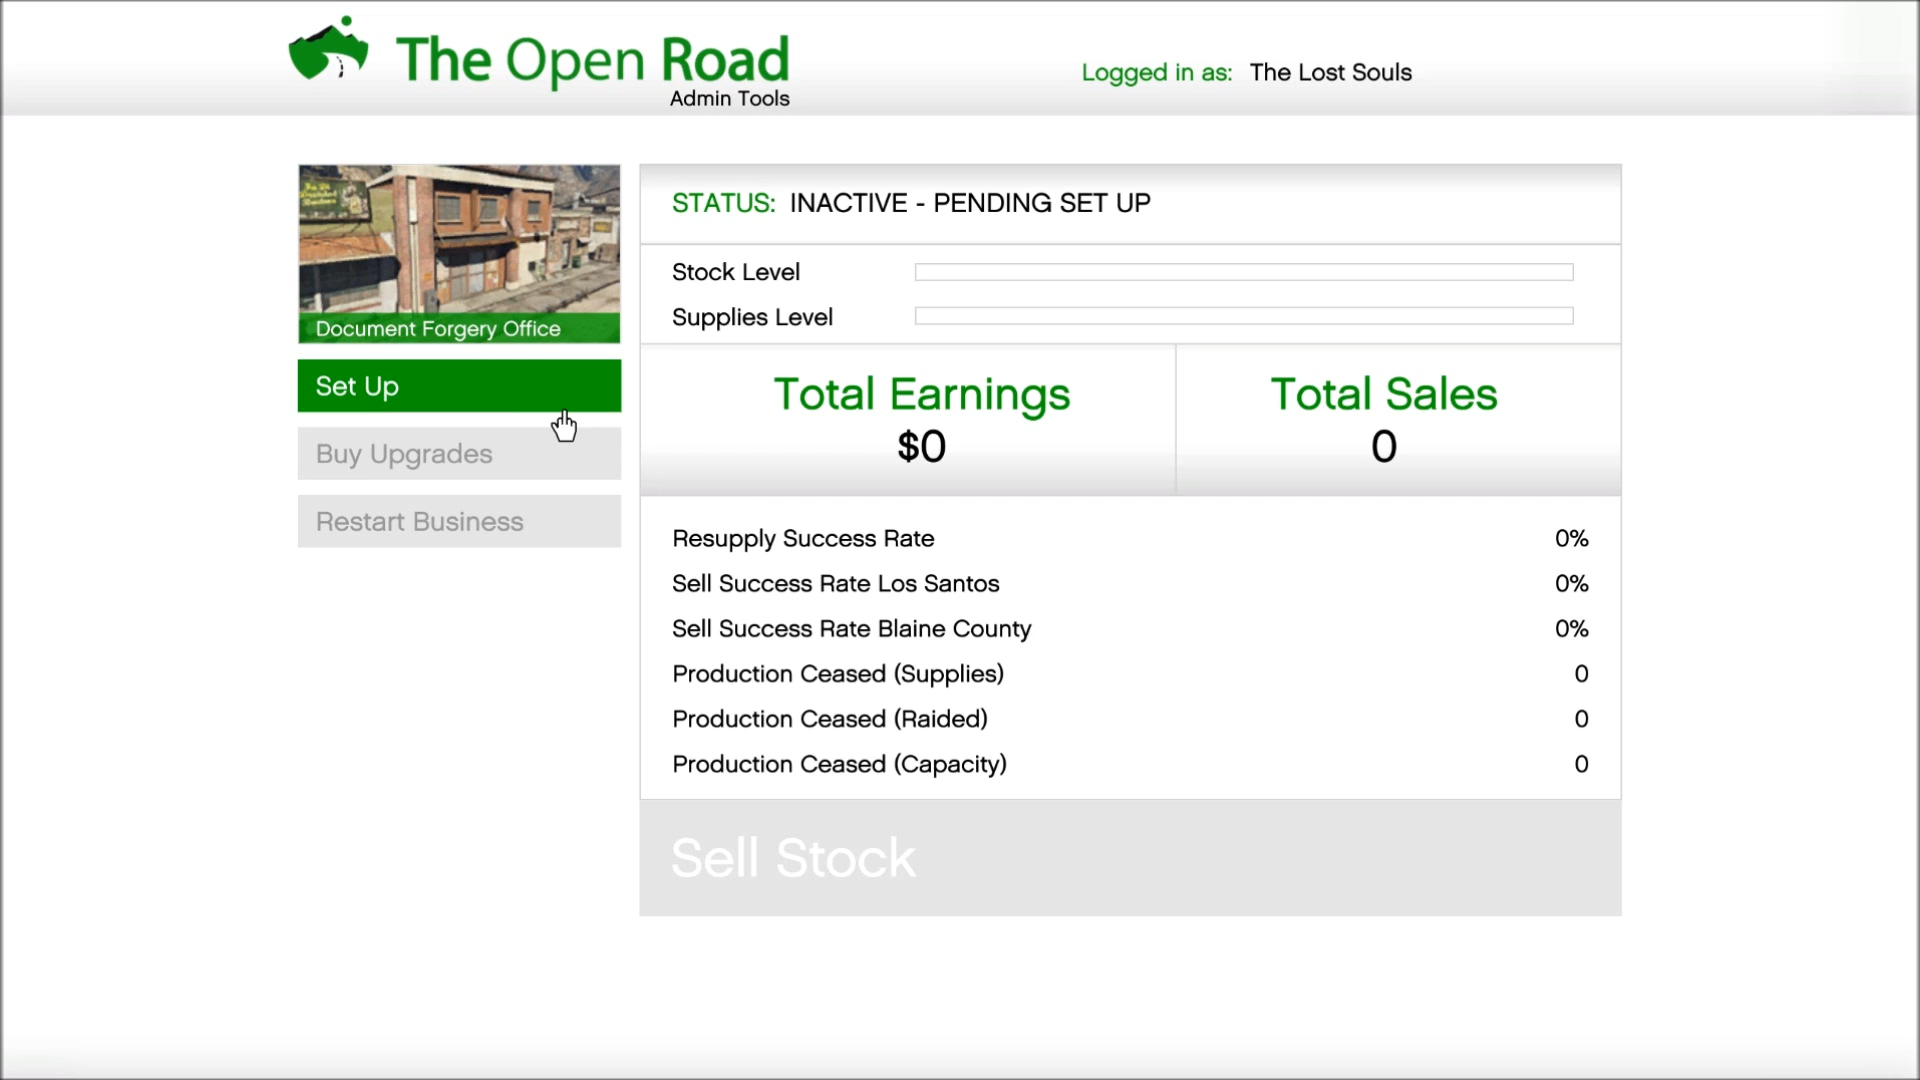 The Open Road
Admin Tools
Logged in as: The Lost Souls
Document Forgery Office
Set Up
Buy Upgrades
Restart Business
STATUS: INACTIVE - PENDING SET UP
Stock Level
Supplies Level
Total Earnings
$0
Total Sales
0
Resupply Success Rate 0%
Sell Success Rate Los Santos 0%
Sell Success Rate Blaine County 0%
Production Ceased (Supplies) 0
Production Ceased (Raided) 0
Production Ceased (Capacity) 0
Sell Stock